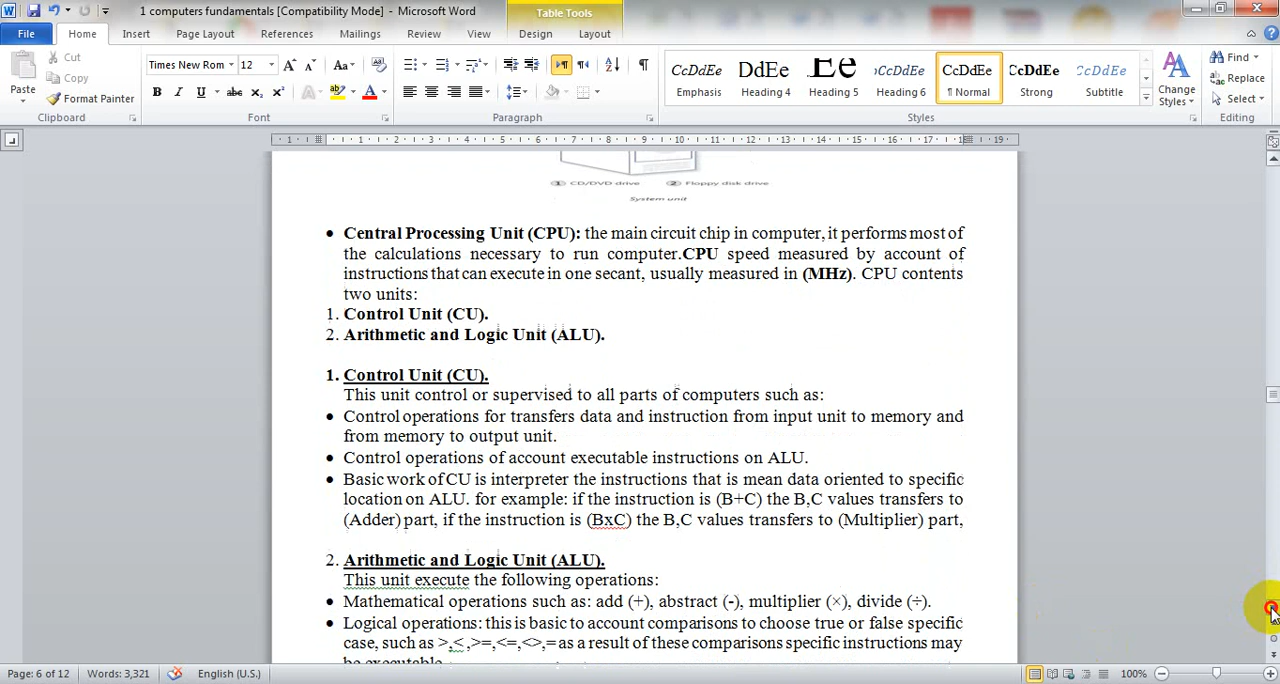 1 computers fundamentals [Compatibility Mode] - Microsoft Word
Table Tools
File Home Insert Page Layout References Mailings Review View Design Layout
Paste
Cut
Copy
Format Painter
Clipboard
Times New Rom 12
Font
Paragraph
CcDdEe DdEe Ee cCcDdEc CcDdEe CcDdEe CcDdEe
Emphasis Heading 4 Heading 5 Heading 6 ¶ Normal Strong Subtitle
Change
Styles
Styles
Find
Replace
Select
Editing
1 CD/DVD drive 2 Floppy disk drive
System unit
• Central Processing Unit (CPU): the main circuit chip in computer, it performs most of
the calculations necessary to run computer.CPU speed measured by account of
instructions that can execute in one secant, usually measured in (MHz). CPU contents
two units:
1. Control Unit (CU).
2. Arithmetic and Logic Unit (ALU).
1. Control Unit (CU).
This unit control or supervised to all parts of computers such as:
• Control operations for transfers data and instruction from input unit to memory and
from memory to output unit.
• Control operations of account executable instructions on ALU.
• Basic work of CU is interpreter the instructions that is mean data oriented to specific
location on ALU. for example: if the instruction is (B+C) the B,C values transfers to
(Adder) part, if the instruction is (BxC) the B,C values transfers to (Multiplier) part,
2. Arithmetic and Logic Unit (ALU).
This unit execute the following operations:
• Mathematical operations such as: add (+), abstract (-), multiplier (×), divide (÷).
• Logical operations: this is basic on account comparisons to choose true or false specific
case, such as >,< ,>=,<=,<>,= as a result of these comparisons specific instructions may
be executable
Page: 6 of 12 Words: 3,321 English (U.S.) 100%